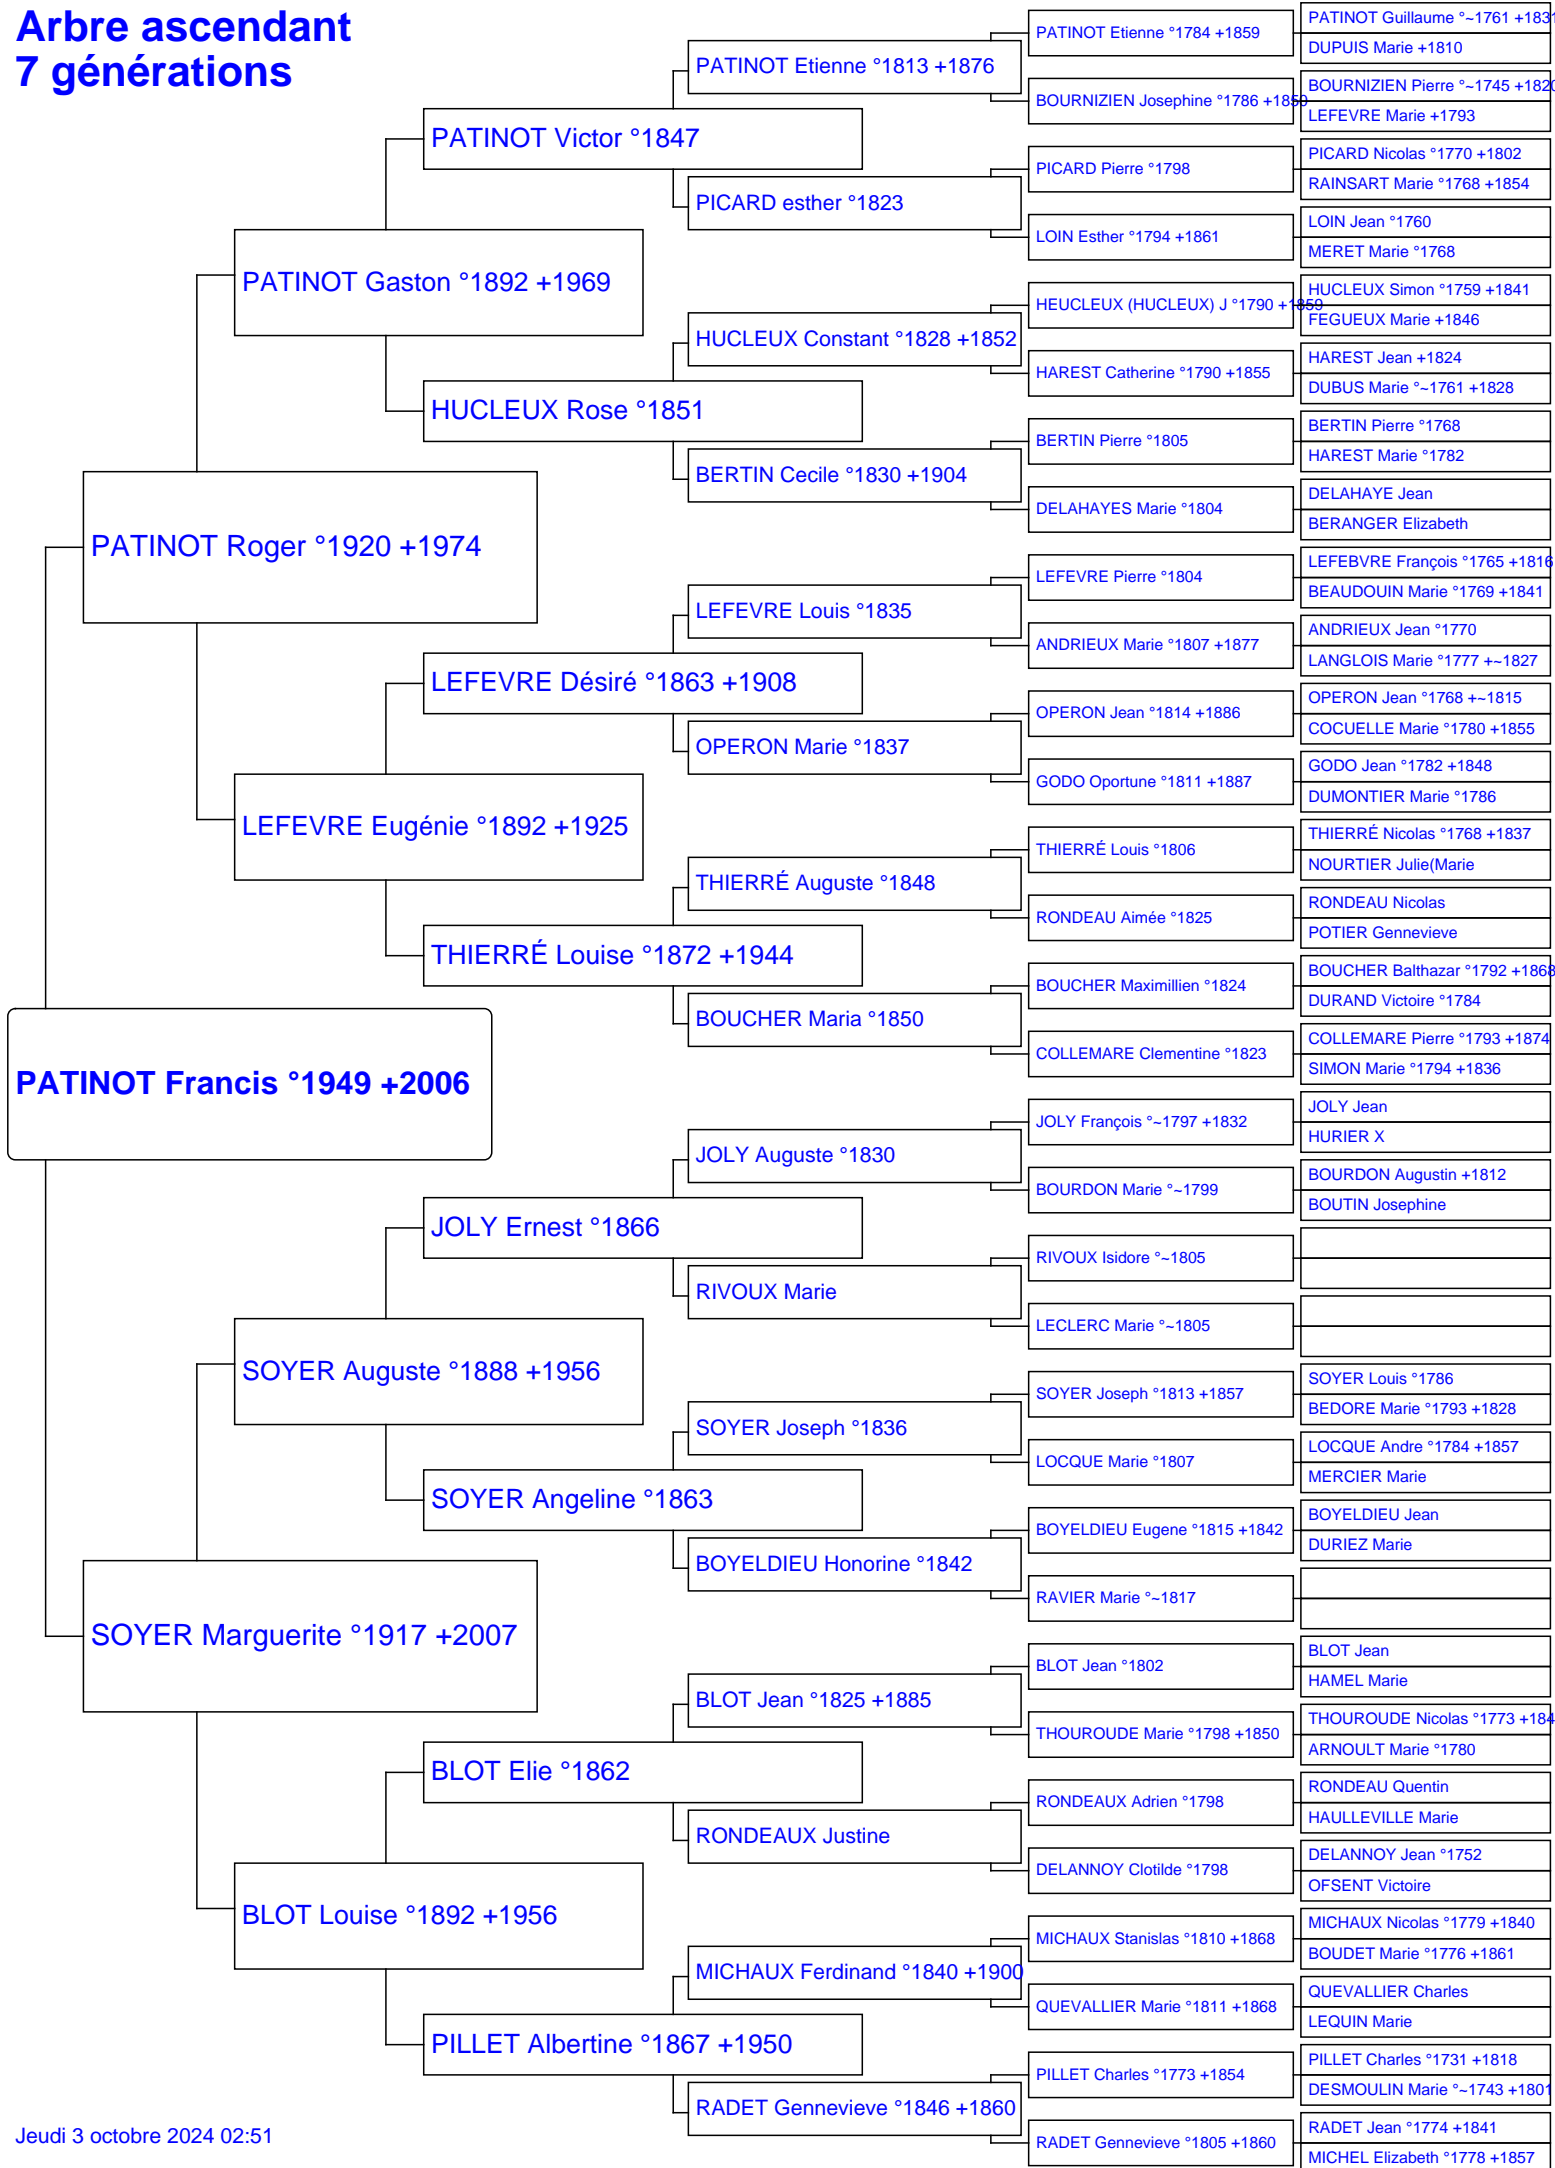 Arbre ascendant
7 générations
PATINOT Francis °1949 +2006
PATINOT Roger °1920 +1974
SOYER Marguerite °1917 +2007
PATINOT Gaston °1892 +1969
LEFEVRE Eugénie °1892 +1925
SOYER Auguste °1888 +1956
BLOT Louise °1892 +1956
PATINOT Victor °1847
HUCLEUX Rose °1851
LEFEVRE Désiré °1863 +1908
THIERRÉ Louise °1872 +1944
JOLY Ernest °1866
SOYER Angeline °1863
BLOT Elie °1862
PILLET Albertine °1867 +1950
PATINOT Etienne °1813 +1876
PICARD esther °1823
HUCLEUX Constant °1828 +1852
BERTIN Cecile °1830 +1904
LEFEVRE Louis °1835
OPERON Marie °1837
THIERRÉ Auguste °1848
BOUCHER Maria °1850
JOLY Auguste °1830
RIVOUX Marie
SOYER Joseph °1836
BOYELDIEU Honorine °1842
BLOT Jean °1825 +1885
RONDEAUX Justine
MICHAUX Ferdinand °1840 +1900
RADET Gennevieve °1846 +1860
PATINOT Etienne °1784 +1859
BOURNIZIEN Josephine °1786 +1859
PICARD Pierre °1798
LOIN Esther °1794 +1861
HEUCLEUX (HUCLEUX) J °1790 +1859
HAREST Catherine °1790 +1855
BERTIN Pierre °1805
DELAHAYES Marie °1804
LEFEVRE Pierre °1804
ANDRIEUX Marie °1807 +1877
OPERON Jean °1814 +1886
GODO Oportune °1811 +1887
THIERRÉ Louis °1806
RONDEAU Aimée °1825
BOUCHER Maximillien °1824
COLLEMARE Clementine °1823
JOLY François °~1797 +1832
BOURDON Marie °~1799
RIVOUX Isidore °~1805
LECLERC Marie °~1805
SOYER Joseph °1813 +1857
LOCQUE Marie °1807
BOYELDIEU Eugene °1815 +1842
RAVIER Marie °~1817
BLOT Jean °1802
THOUROUDE Marie °1798 +1850
RONDEAUX Adrien °1798
DELANNOY Clotilde °1798
MICHAUX Stanislas °1810 +1868
QUEVALLIER Marie °1811 +1868
PILLET Charles °1773 +1854
RADET Gennevieve °1805 +1860
PATINOT Guillaume °~1761 +1831
DUPUIS Marie +1810
BOURNIZIEN Pierre °~1745 +1820
LEFEVRE Marie +1793
PICARD Nicolas °1770 +1802
RAINSART Marie °1768 +1854
LOIN Jean °1760
MERET Marie °1768
HUCLEUX Simon °1759 +1841
FEGUEUX Marie +1846
HAREST Jean +1824
DUBUS Marie °~1761 +1828
BERTIN Pierre °1768
HAREST Marie °1782
DELAHAYE Jean
BERANGER Elizabeth
LEFEBVRE François °1765 +1816
BEAUDOUIN Marie °1769 +1841
ANDRIEUX Jean °1770
LANGLOIS Marie °1777 +~1827
OPERON Jean °1768 +~1815
COCUELLE Marie °1780 +1855
GODO Jean °1782 +1848
DUMONTIER Marie °1786
THIERRÉ Nicolas °1768 +1837
NOURTIER Julie(Marie
RONDEAU Nicolas
POTIER Gennevieve
BOUCHER Balthazar °1792 +1868
DURAND Victoire °1784
COLLEMARE Pierre °1793 +1874
SIMON Marie °1794 +1836
JOLY Jean
HURIER X
BOURDON Augustin +1812
BOUTIN Josephine
SOYER Louis °1786
BEDORE Marie °1793 +1828
LOCQUE Andre °1784 +1857
MERCIER Marie
BOYELDIEU Jean
DURIEZ Marie
BLOT Jean
HAMEL Marie
THOUROUDE Nicolas °1773 +184
ARNOULT Marie °1780
RONDEAU Quentin
HAULLEVILLE Marie
DELANNOY Jean °1752
OFSENT Victoire
MICHAUX Nicolas °1779 +1840
BOUDET Marie °1776 +1861
QUEVALLIER Charles
LEQUIN Marie
PILLET Charles °1731 +1818
DESMOULIN Marie °~1743 +1801
RADET Jean °1774 +1841
MICHEL Elizabeth °1778 +1857
Jeudi 3 octobre 2024 02:51